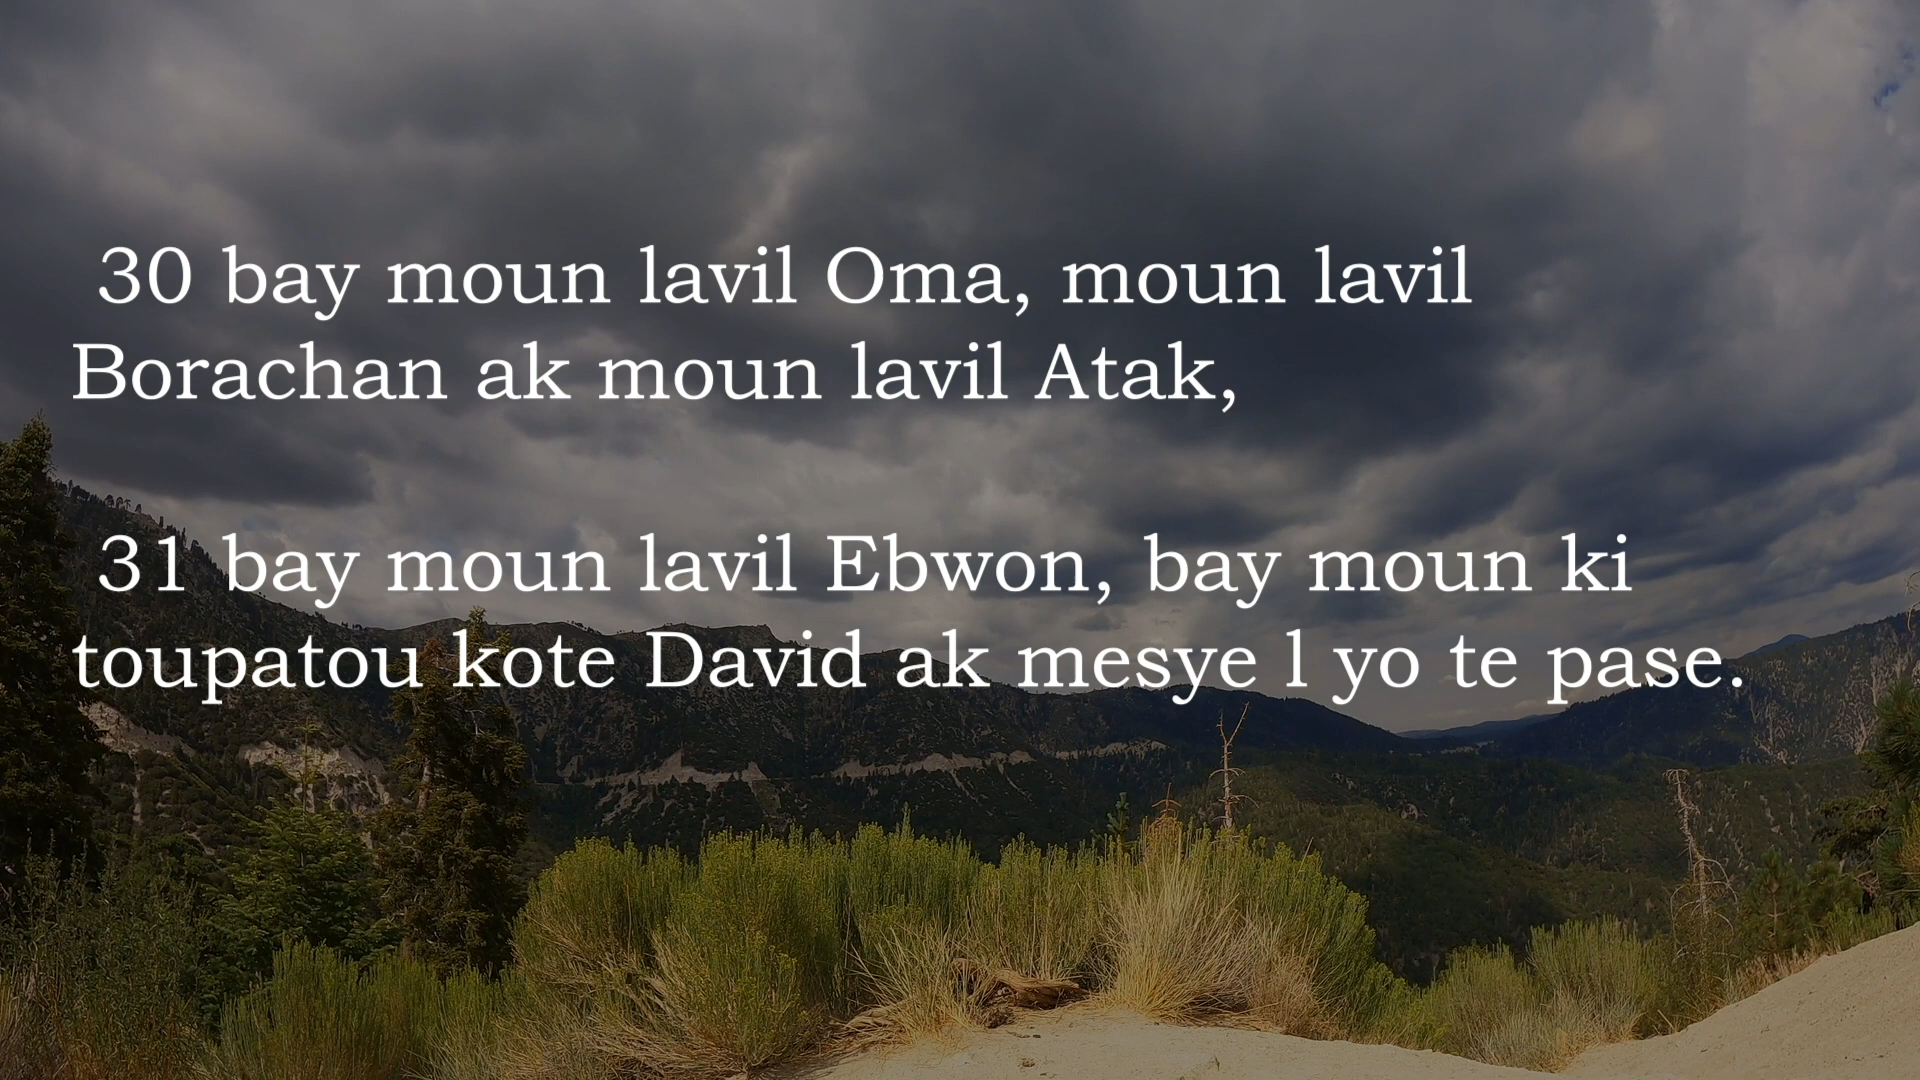 30 bay moun lavil Oma, moun lavil
Borachan ak moun lavil Atak,
31 bay moun lavil Ebwon, bay moun ki
toupatou kote David ak mesye l yo te pase.